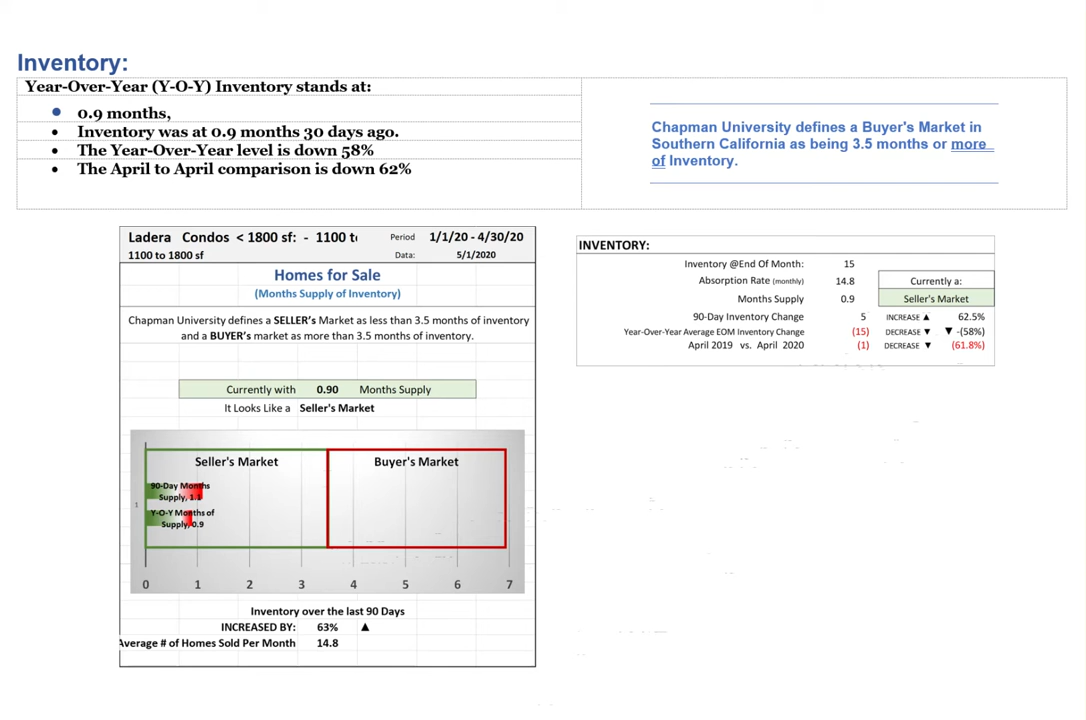 Inventory:
Year-Over-Year (Y-O-Y) Inventory stands at:
• 0.9 months,
• Inventory was at 0.9 months 30 days ago.
• The Year-Over-Year level is down 58%
• The April to April comparison is down 62%
Chapman University defines a Buyer's Market in
Southern California as being 3.5 months or more
of Inventory.
Ladera Condos < 1800 sf: - 1100 t Period 1/1/20 - 4/30/20
1100 to 1800 sf Data: 5/1/2020
Homes for Sale
(Months Supply of Inventory)
Chapman University defines a SELLER's Market as less than 3.5 months of inventory
and a BUYER's market as more than 3.5 months of inventory.
Currently with 0.90 Months Supply
It Looks Like a Seller's Market
Seller's Market Buyer's Market
90-Day Months
Supply, 1.1
1
Y-O-Y Months of
Supply, 0.9
0 1 2 3 4 5 6 7
Inventory over the last 90 Days
INCREASED BY: 63% ▲
Average # of Homes Sold Per Month 14.8
INVENTORY:
Inventory @End Of Month: 15
Absorption Rate (monthly) 14.8 Currently a:
Months Supply 0.9 Seller's Market
90-Day Inventory Change 5 INCREASE ▲ 62.5%
Year-Over-Year Average EOM Inventory Change (15) DECREASE ▼ ▼ -(58%)
April 2019 vs. April 2020 (1) DECREASE ▼ (61.8%)